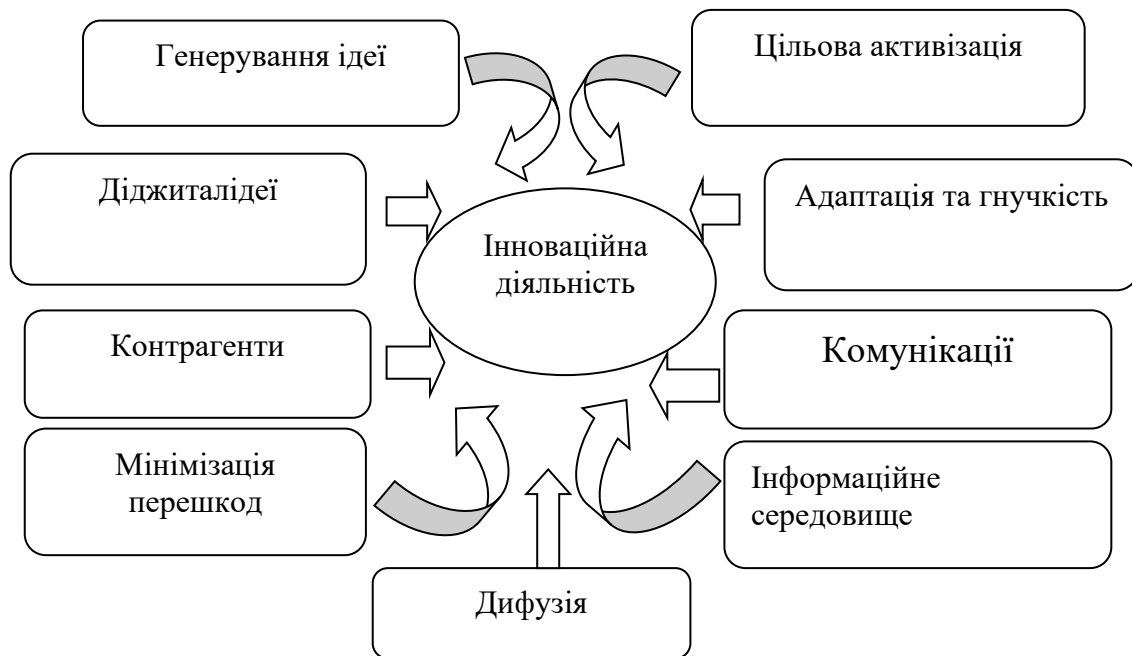 Генерування ідеї
Цільова активізація
Діджиталідеї
Адаптація та гнучкість
Інноваційна
діяльність
Контрагенти
Комунікації
Мінімізація
перешкод
Інформаційне
середовище
Дифузія